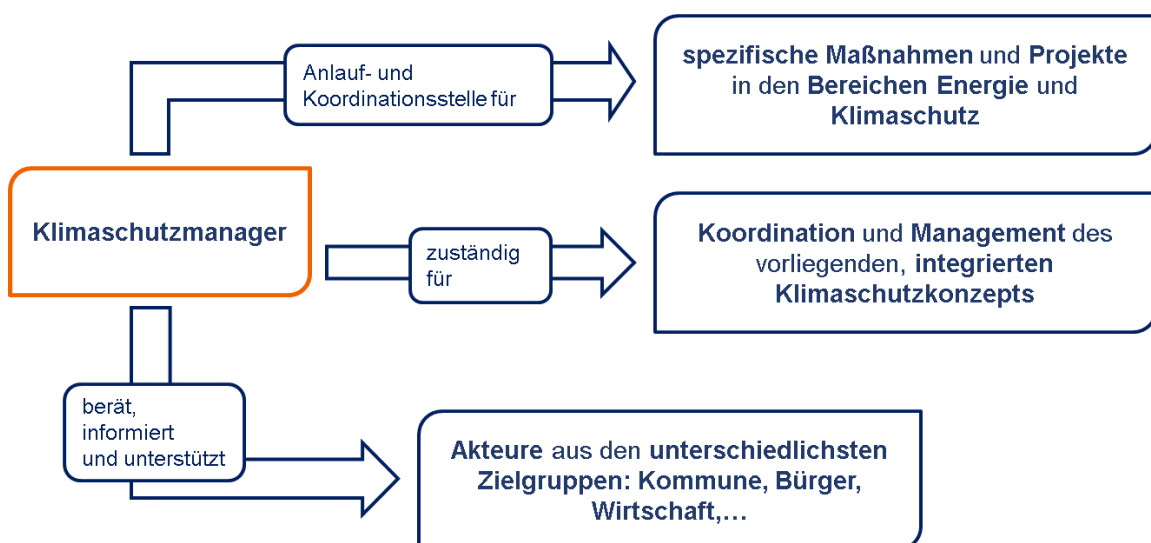 Anlauf- und
Koordinationsstelle für
spezifische Maßnahmen und Projekte
in den Bereichen Energie und
Klimaschutz
Klimaschutzmanager
zuständig
für
Koordination und Management des
vorliegenden, integrierten
Klimaschutzkonzepts
berät,
informiert
und unterstützt
Akteure aus den unterschiedlichsten
Zielgruppen: Kommune, Bürger,
Wirtschaft,…